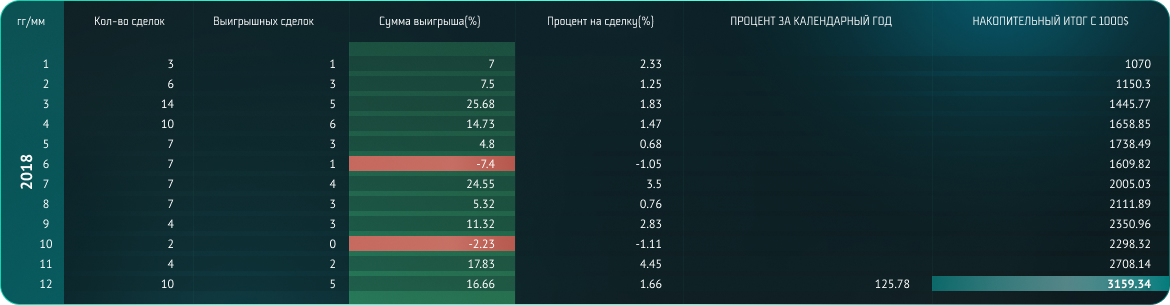 гг/мм Кол-во сделок Выигрышных сделок Сумма выигрыша(%) Процент на сделку(%) ПРОЦЕНТ ЗА КАЛЕНДАРНЫЙ ГОД НАКОПИТЕЛЬНЫЙ ИТОГ С 1000$
2018
1 3 1 7 2.33 1070
2 6 3 7.5 1.25 1150.3
3 14 5 25.68 1.83 1445.77
4 10 6 14.73 1.47 1658.85
5 7 3 4.8 0.68 1738.49
6 7 1 -7.4 -1.05 1609.82
7 7 4 24.55 3.5 2005.03
8 7 3 5.32 0.76 2111.89
9 4 3 11.32 2.83 2350.96
10 2 0 -2.23 -1.11 2298.32
11 4 2 17.83 4.45 2708.14
12 10 5 16.66 1.66 125.78 3159.34